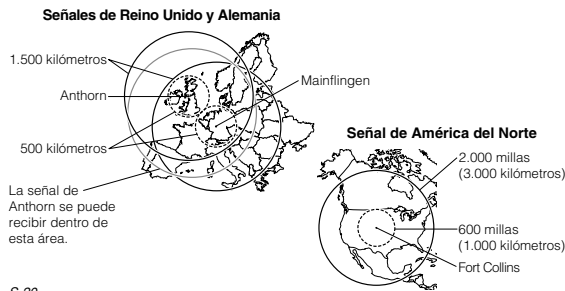 Señales de Reino Unido y Alemania
1.500 kilómetros
Anthorn
500 kilómetros
La señal de
Anthorn se puede
recibir dentro de
esta área.
Mainflingen
Señal de América del Norte
2.000 millas
(3.000 kilómetros)
600 millas
(1.000 kilómetros)
Fort Collins